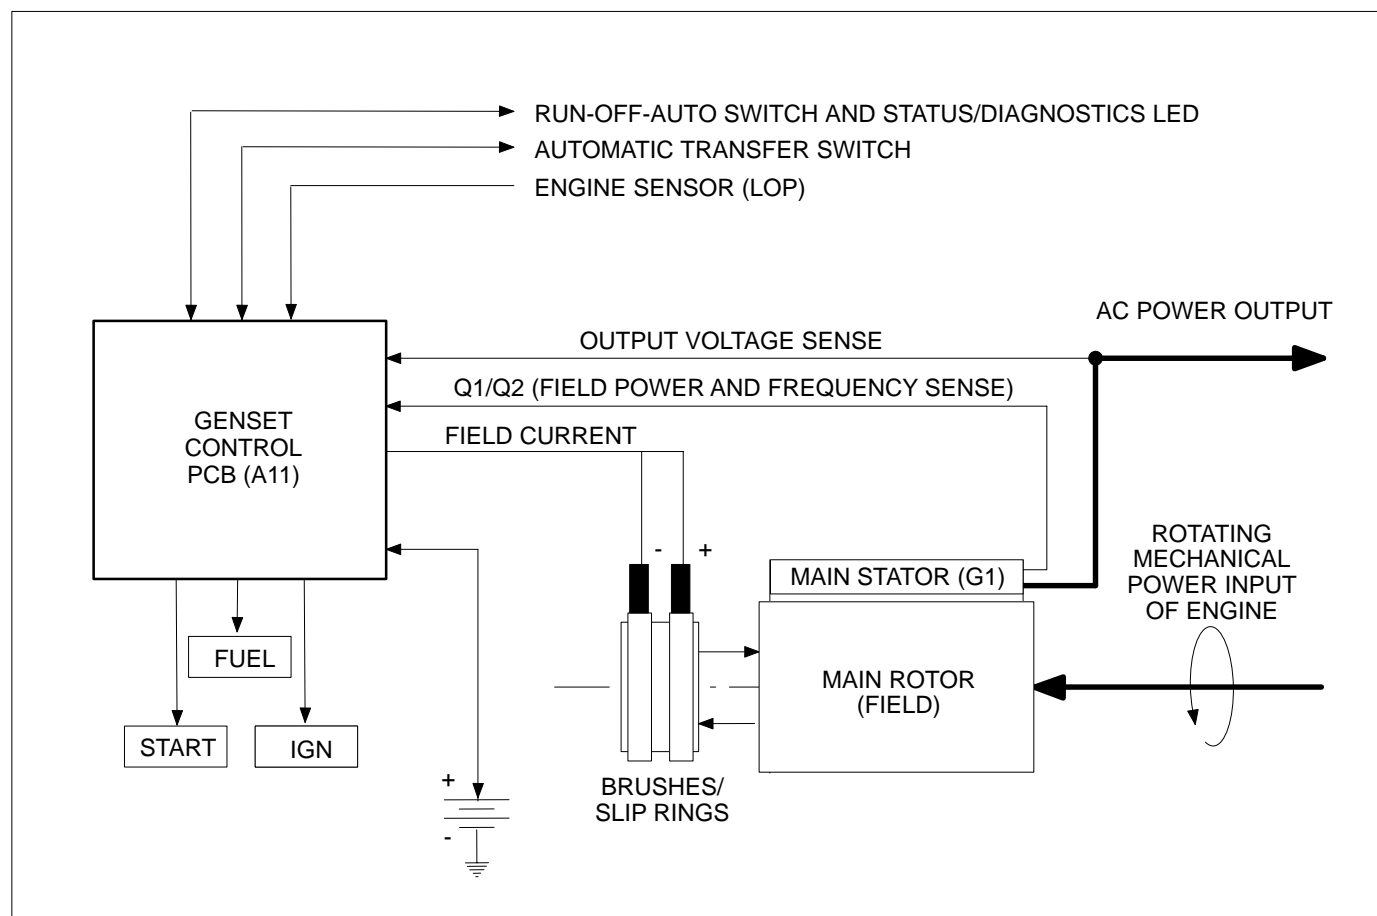 RUN-OFF-AUTO SWITCH AND STATUS/DIAGNOSTICS LED
AUTOMATIC TRANSFER SWITCH
ENGINE SENSOR (LOP)
AC POWER OUTPUT
OUTPUT VOLTAGE SENSE
Q1/Q2 (FIELD POWER AND FREQUENCY SENSE)
FIELD CURRENT
GENSET
CONTROL
PCB (A11)
- +
MAIN STATOR (G1)
ROTATING
MECHANICAL
POWER INPUT
OF ENGINE
MAIN ROTOR
(FIELD)
FUEL
START
IGN
BRUSHES/
SLIP RINGS
+
-